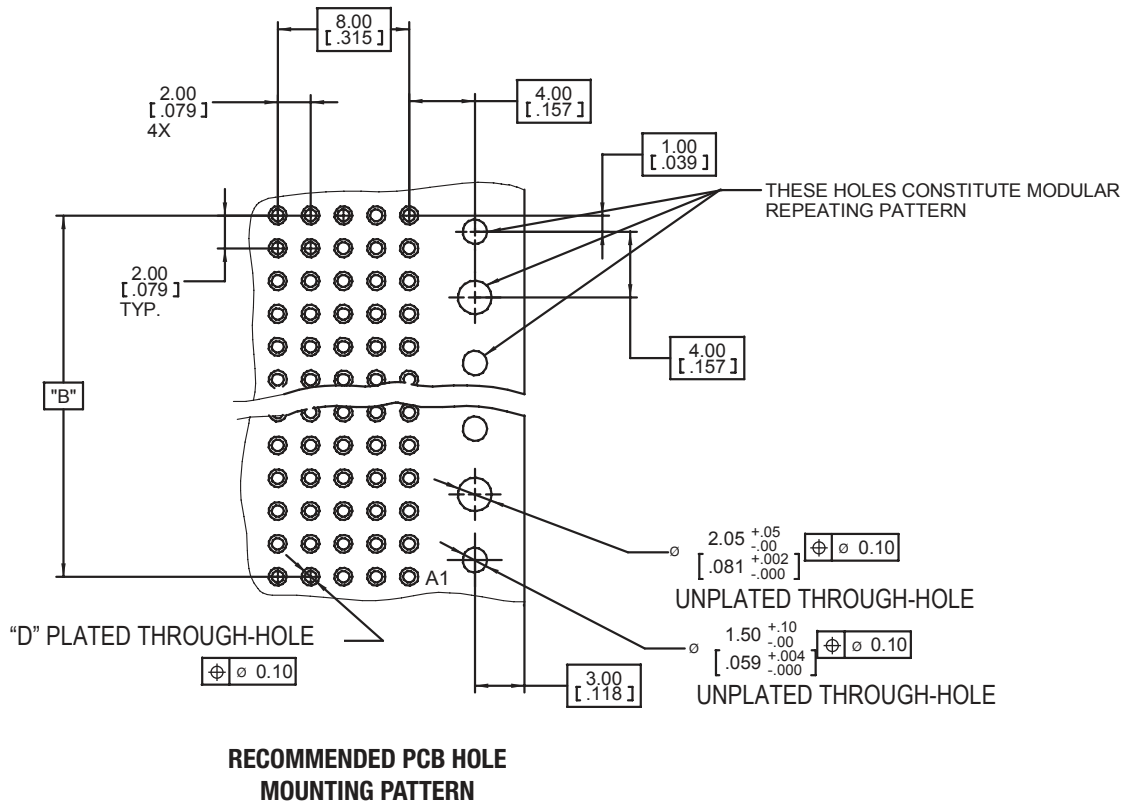 8.00
[ .315 ]
2.00
[ .079 ]
4X
4.00
[ .157 ]
1.00
[ .039 ]
THESE HOLES CONSTITUTE MODULAR
REPEATING PATTERN
2.00
[ .079 ]
TYP.
4.00
[ .157 ]
"B"
A1
ø 2.05 +.05 -.00 ⌖ ø 0.10
[ .081 +.002 -.000 ]
UNPLATED THROUGH-HOLE
“D” PLATED THROUGH-HOLE
⌖ ø 0.10
ø 1.50 +.10 -.00 ⌖ ø 0.10
[ .059 +.004 -.000 ]
UNPLATED THROUGH-HOLE
3.00
[ .118 ]
RECOMMENDED PCB HOLE
MOUNTING PATTERN